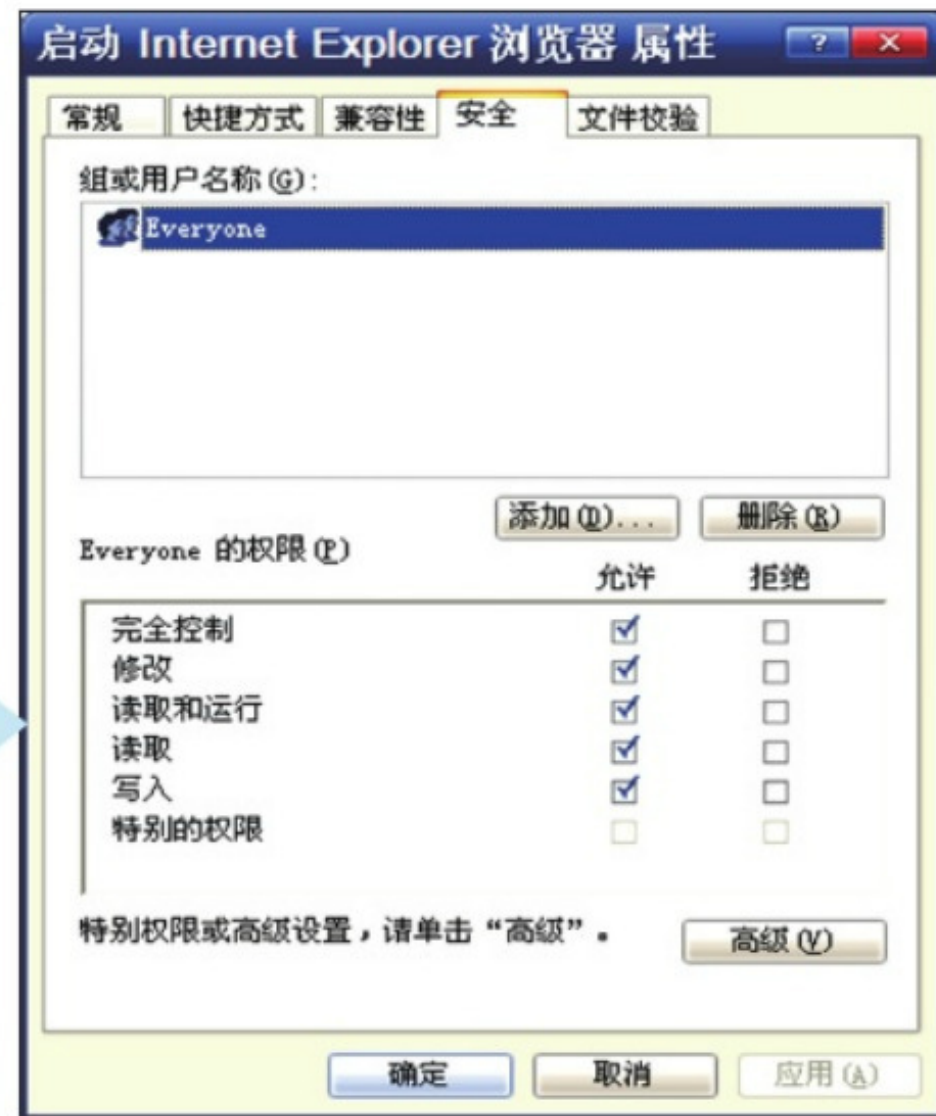 启动 Internet Explorer 浏览器 属性
常规 快捷方式 兼容性 安全 文件校验
组或用户名称(G):
Everyone
添加(D)... 删除(R)
Everyone 的权限(P)
允许 拒绝
完全控制
修改
读取和运行
读取
写入
特别的权限
特别权限或高级设置，请单击“高级”。 高级(V)
确定 取消 应用(A)